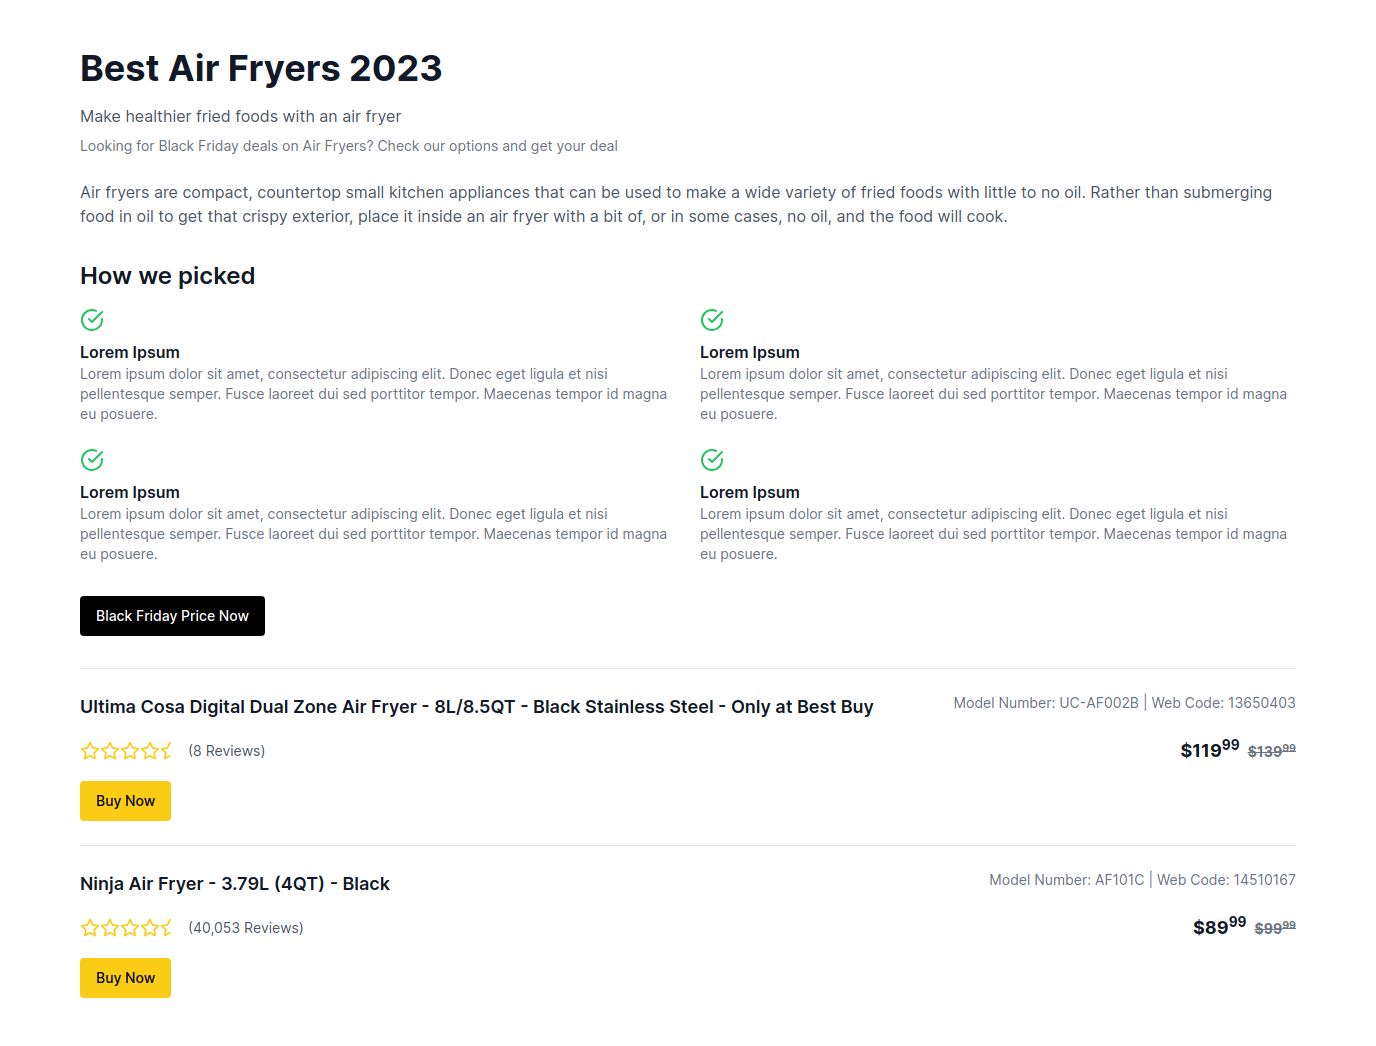 Best Air Fryers 2023
Make healthier fried foods with an air fryer
Looking for Black Friday deals on Air Fryers? Check our options and get your deal
Air fryers are compact, countertop small kitchen appliances that can be used to make a wide variety of fried foods with little to no oil. Rather than submerging
food in oil to get that crispy exterior, place it inside an air fryer with a bit of, or in some cases, no oil, and the food will cook.
How we picked
Lorem Ipsum
Lorem ipsum dolor sit amet, consectetur adipiscing elit. Donec eget ligula et nisi
pellentesque semper. Fusce laoreet dui sed porttitor tempor. Maecenas tempor id magna
eu posuere.
Lorem Ipsum
Lorem ipsum dolor sit amet, consectetur adipiscing elit. Donec eget ligula et nisi
pellentesque semper. Fusce laoreet dui sed porttitor tempor. Maecenas tempor id magna
eu posuere.
Lorem Ipsum
Lorem ipsum dolor sit amet, consectetur adipiscing elit. Donec eget ligula et nisi
pellentesque semper. Fusce laoreet dui sed porttitor tempor. Maecenas tempor id magna
eu posuere.
Lorem Ipsum
Lorem ipsum dolor sit amet, consectetur adipiscing elit. Donec eget ligula et nisi
pellentesque semper. Fusce laoreet dui sed porttitor tempor. Maecenas tempor id magna
eu posuere.
Black Friday Price Now
Ultima Cosa Digital Dual Zone Air Fryer - 8L/8.5QT - Black Stainless Steel - Only at Best Buy
Model Number: UC-AF002B | Web Code: 13650403
(8 Reviews)
$119⁹⁹ $139⁹⁹
Buy Now
Ninja Air Fryer - 3.79L (4QT) - Black
Model Number: AF101C | Web Code: 14510167
(40,053 Reviews)
$89⁹⁹ $99⁹⁹
Buy Now